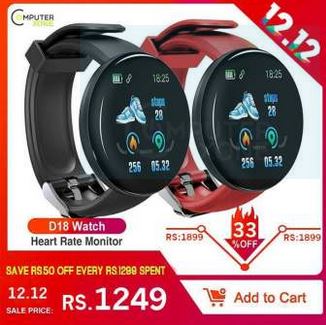 COMPUTER
ZONE
12.12
18:25
18:25
steps
28
steps
28
256
05.32
256
05.32
D18 Watch
Heart Rate Monitor
RS:1899
33
%OFF
RS:1899
SAVE RS50 OFF EVERY RS1299 SPENT
12.12
SALE PRICE:
RS.1249
Add to Cart